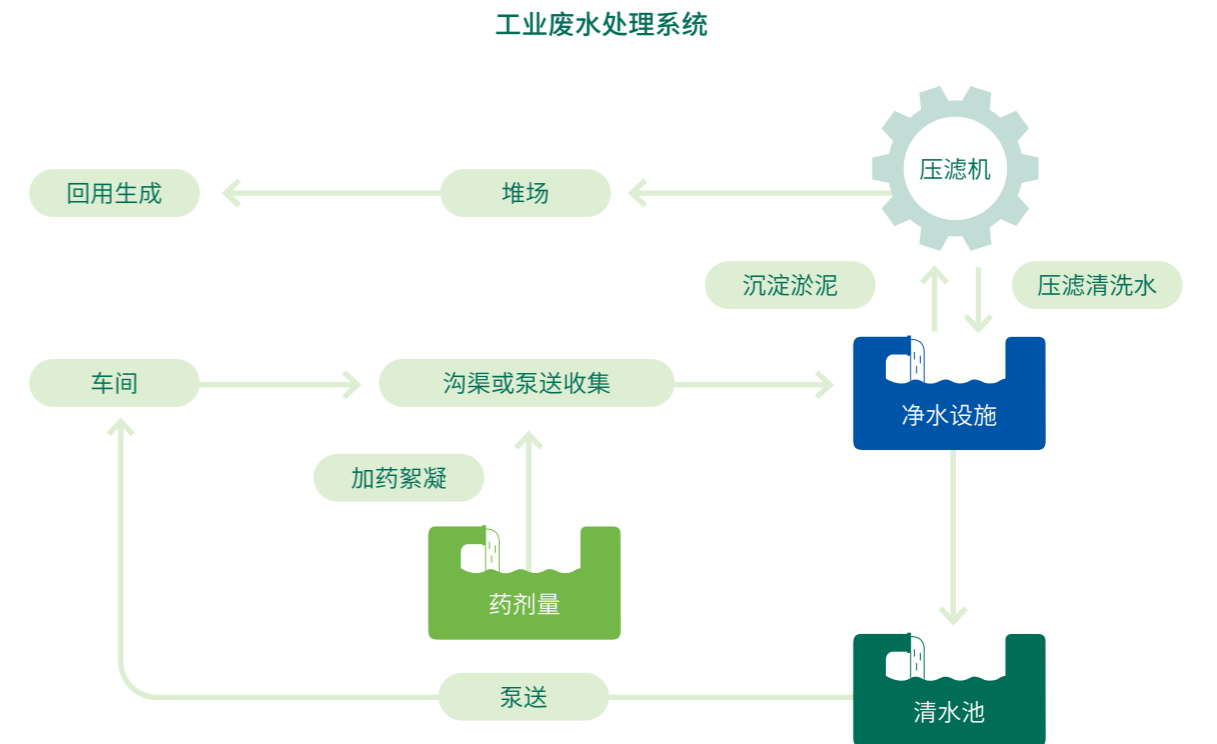 工业废水处理系统
压滤机
回用生成
堆场
沉淀淤泥
压滤清洗水
车间
沟渠或泵送收集
净水设施
加药絮凝
药剂量
泵送
清水池